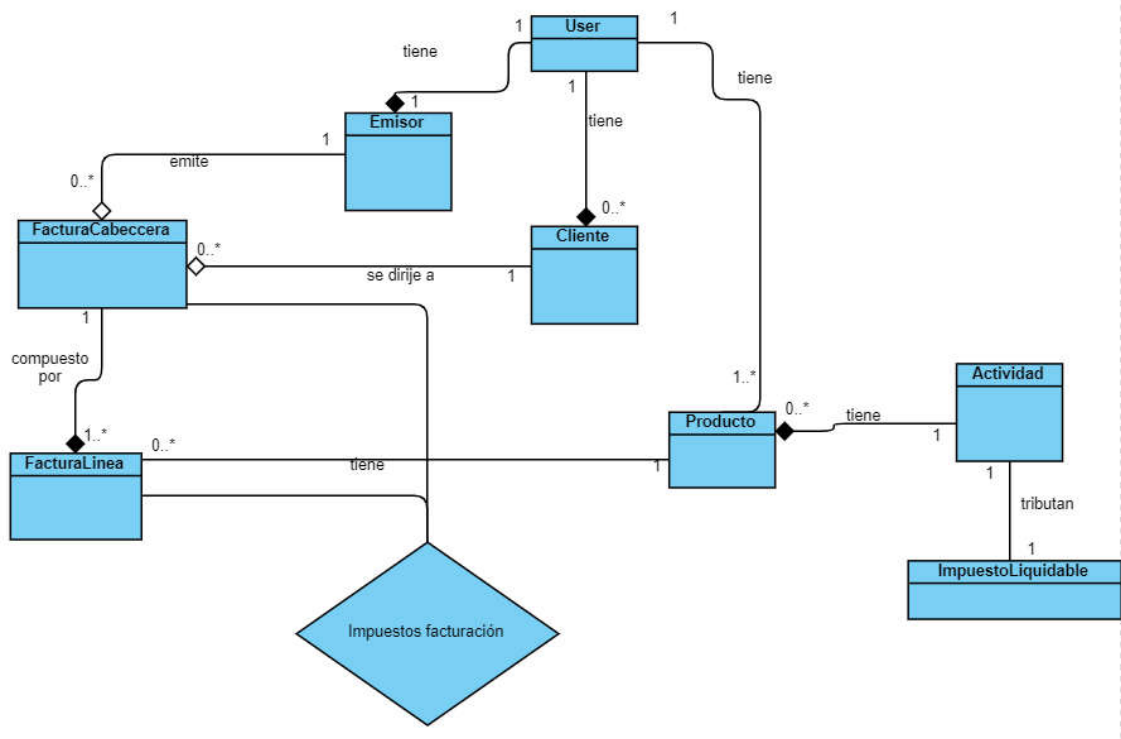 1
User
1
tiene
tiene
1
Emisor
1
tiene
1
emite
0..*
FacturaCabeccera
0..*
Cliente
0..*
se dirije a
1
1
compuesto
por
1..*
Actividad
0..*
tiene
1
Producto
1..*
0..*
FacturaLinea
tiene
1
1
tributan
1
ImpuestoLiquidable
Impuestos facturación